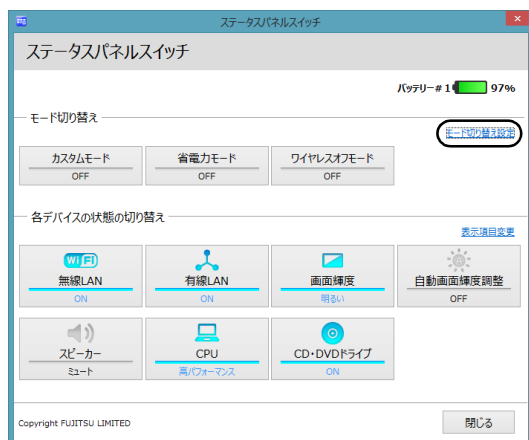 ステータスパネルスイッチ
ステータスパネルスイッチ
バッテリー#1 97%
モード切り替え
モード切り替え設定
カスタムモード 省電力モード ワイヤレスオフモード
OFF OFF OFF
各デバイスの状態の切り替え
表示項目変更
WiFi
無線LAN 有線LAN 画面輝度 自動画面輝度調整
ON ON 明るい OFF
スピーカー CPU CD・DVDドライブ
ミュート 高パフォーマンス ON
Copyright FUJITSU LIMITED 閉じる